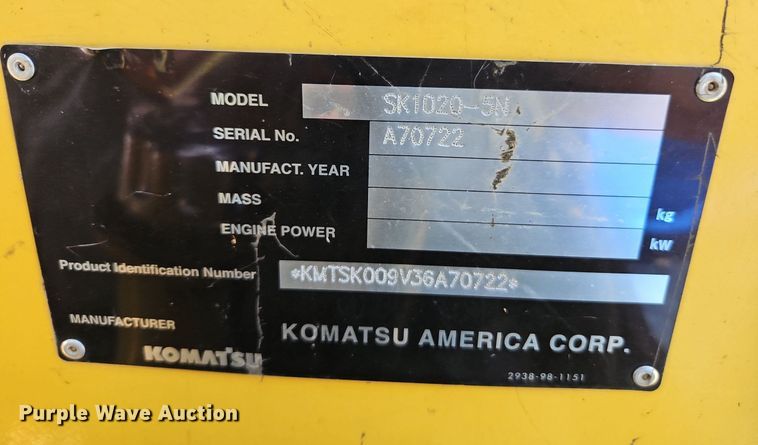 MODEL SK1020-5N
SERIAL No. A70722
MANUFACT. YEAR
MASS kg
ENGINE POWER kW
Product Identification Number *KMTSK009V36A70722*
MANUFACTURER KOMATSU AMERICA CORP.
KOMATSU
2938-98-1151
Purple Wave Auction